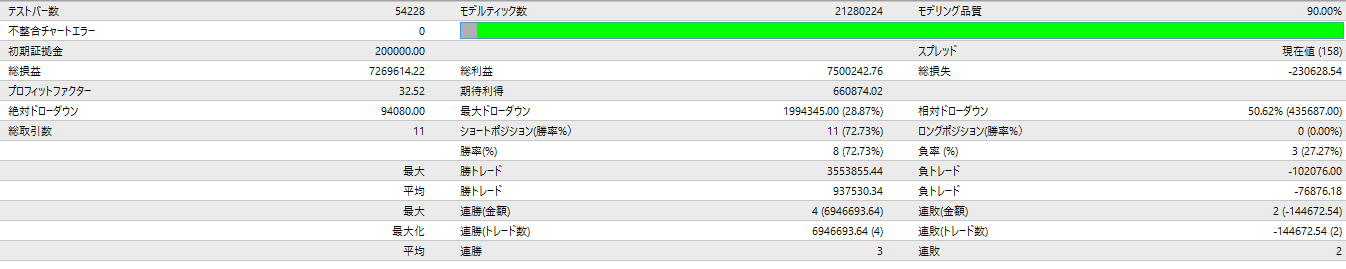 テストバー数 54228 モデルティック数 21280224 モデリング品質 90.00%
不整合チャートエラー 0
初期証拠金 200000.00 スプレッド 現在値 (158)
総損益 7269614.22 総利益 7500242.76 総損失 -230628.54
プロフィットファクター 32.52 期待利得 660874.02
絶対ドローダウン 94080.00 最大ドローダウン 1994345.00 (28.87%) 相対ドローダウン 50.62% (435687.00)
総取引数 11 ショートポジション(勝率%) 11 (72.73%) ロングポジション(勝率%) 0 (0.00%)
勝率(%) 8 (72.73%) 負率 (%) 3 (27.27%)
最大 勝トレード 3553855.44 負トレード -102076.00
平均 勝トレード 937530.34 負トレード -76876.18
最大 連勝(金額) 4 (6946693.64) 連敗(金額) 2 (-144672.54)
最大化 連勝(トレード数) 6946693.64 (4) 連敗(トレード数) -144672.54 (2)
平均 連勝 3 連敗 2